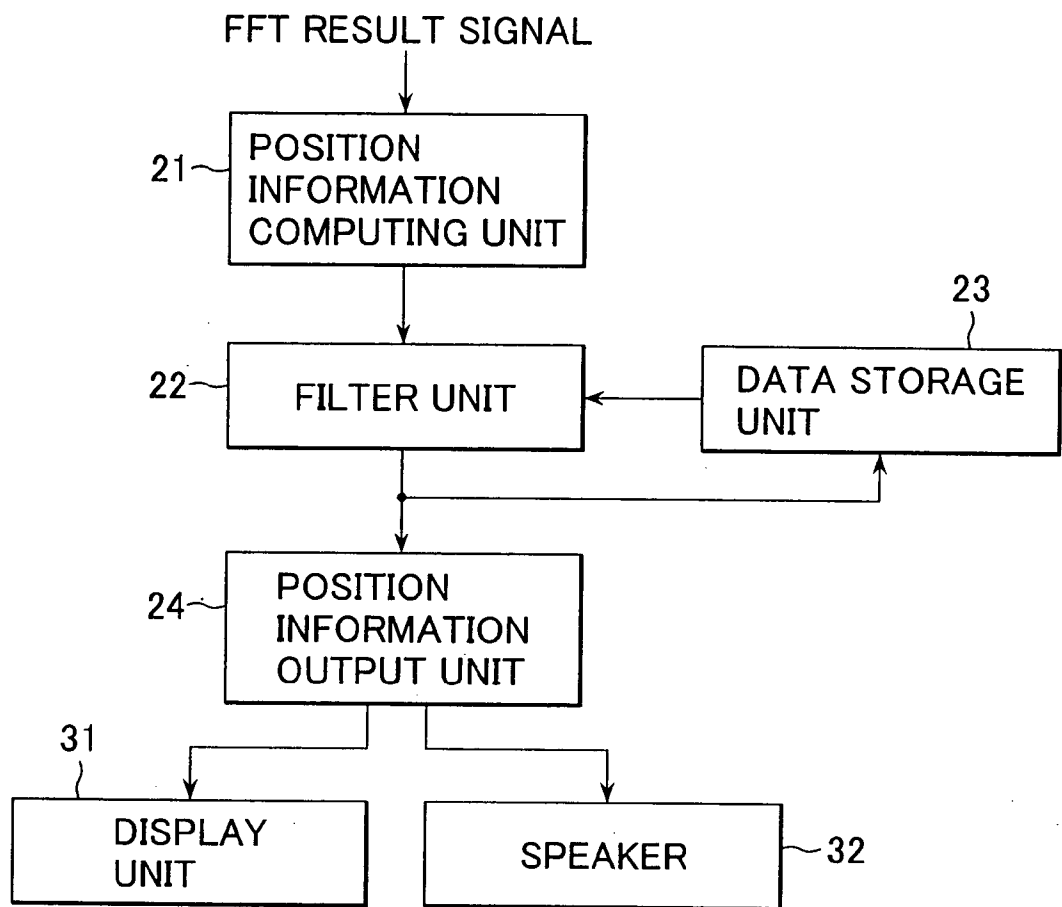 FFT RESULT SIGNAL
21
POSITION
INFORMATION
COMPUTING UNIT
22
FILTER UNIT
23
DATA STORAGE
UNIT
24
POSITION
INFORMATION
OUTPUT UNIT
31
DISPLAY
UNIT
SPEAKER
32